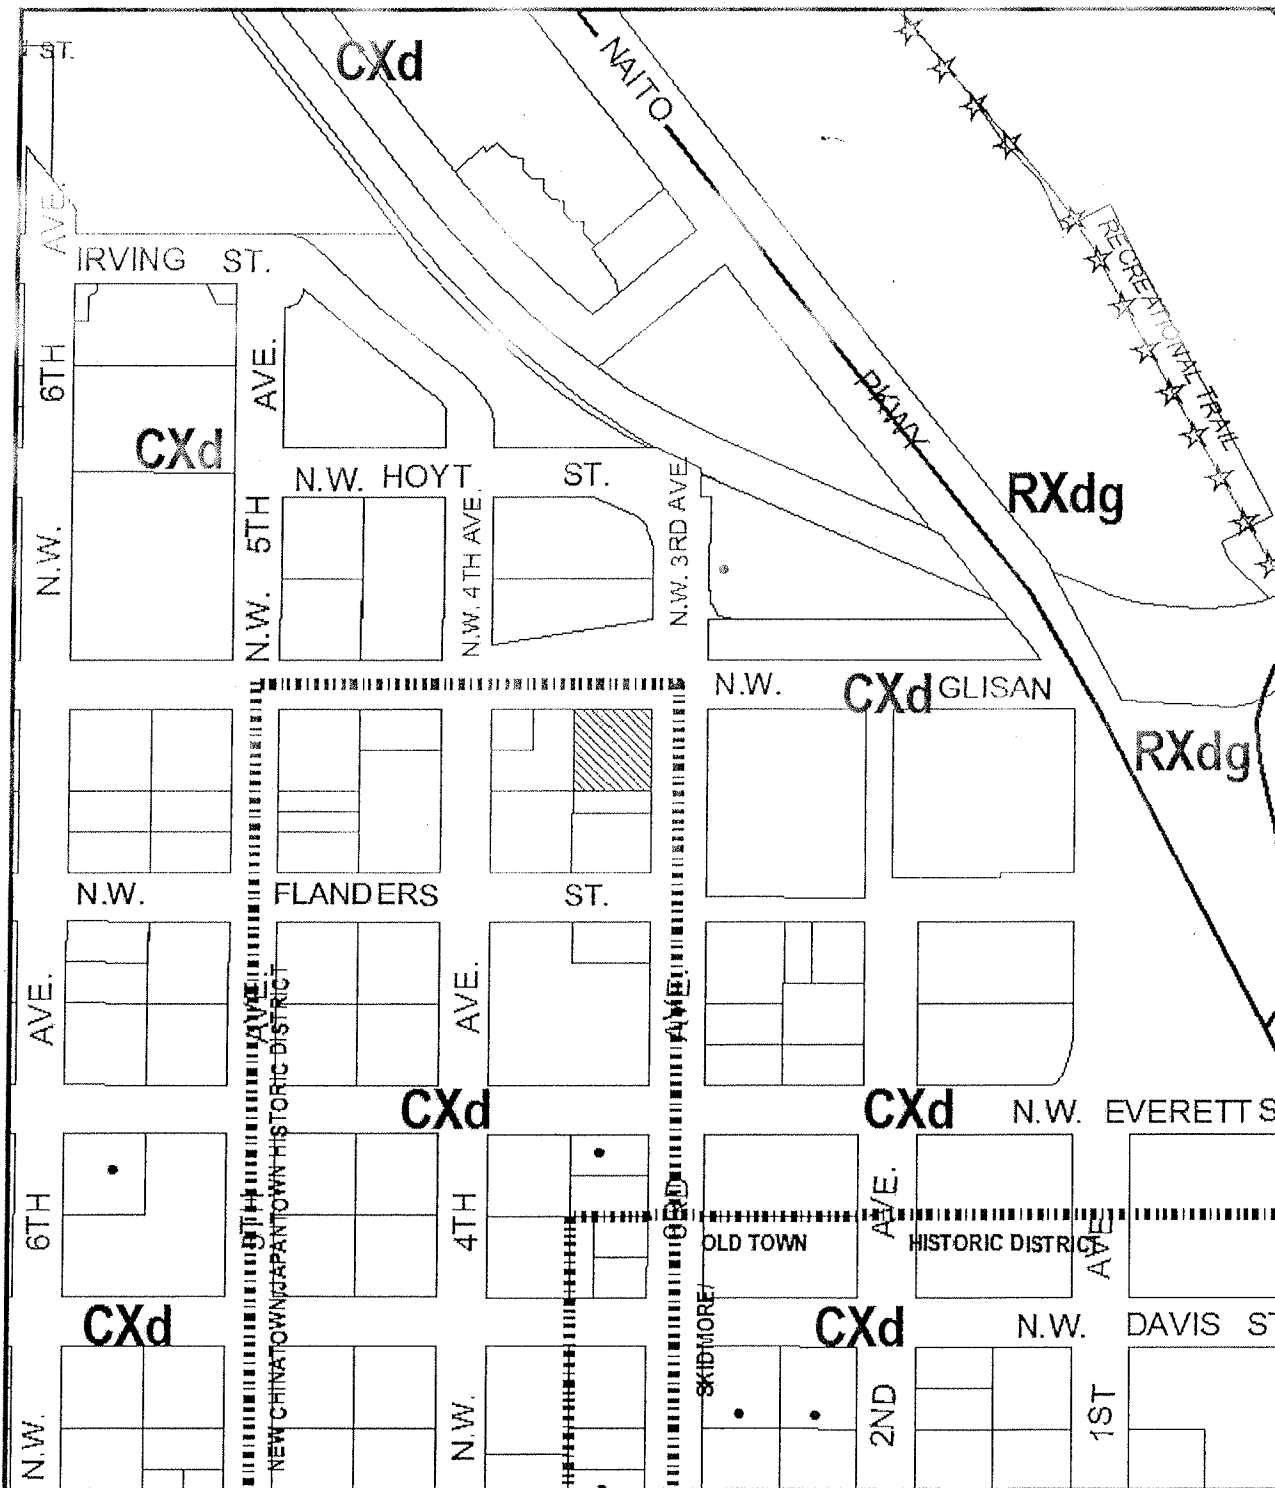 CXd
NAITO
ST.
AVE.
IRVING ST.
RECREATIONAL TRAIL
6TH
AVE.
PKWY
CXd
N.W. HOYT ST.
RXdg
N.W.
N.W. 5TH
N.W. 4TH AVE.
N.W. 3RD AVE.
N.W. GLISAN
CXd
RXdg
N.W. FLANDERS ST.
AVE.
AVE.
AVE.
AVE.
NEW CHINATOWN/JAPANTOWN HISTORIC DISTRICT
CXd
CXd
N.W. EVERETT S
6TH
5TH
4TH
3RD
AVE.
AVE.
OLD TOWN HISTORIC DISTRICT
SKIDMORE/
CXd
CXd
N.W. DAVIS ST
N.W.
N.W.
2ND
1ST